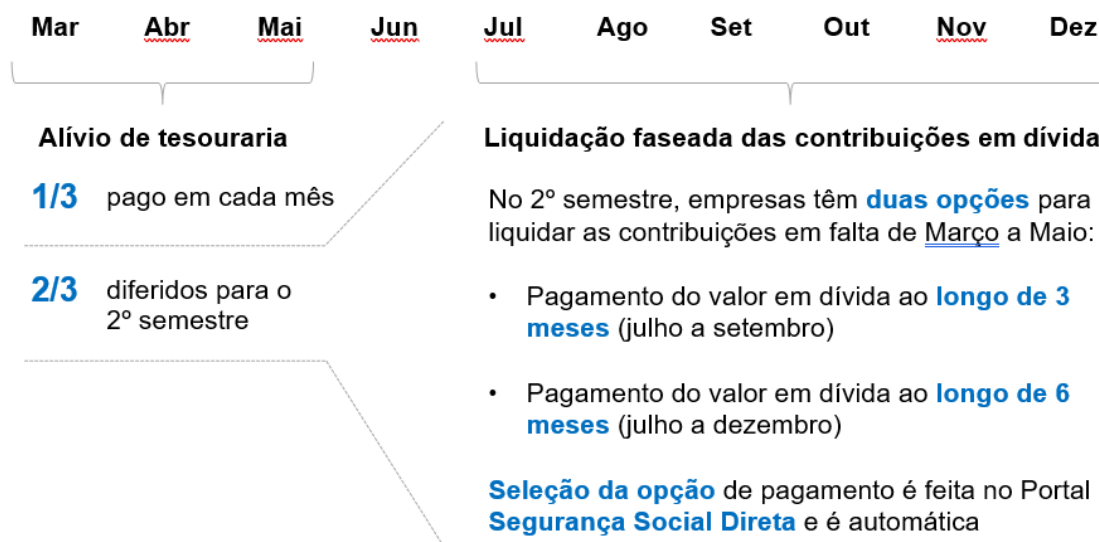 Mar Abr Mai Jun Jul Ago Set Out Nov Dez
Alívio de tesouraria
1/3 pago em cada mês
2/3 diferidos para o
2º semestre
Liquidação faseada das contribuições em dívida
No 2º semestre, empresas têm duas opções para
liquidar as contribuições em falta de Março a Maio:
• Pagamento do valor em dívida ao longo de 3
meses (julho a setembro)
• Pagamento do valor em dívida ao longo de 6
meses (julho a dezembro)
Seleção da opção de pagamento é feita no Portal
Segurança Social Direta e é automática